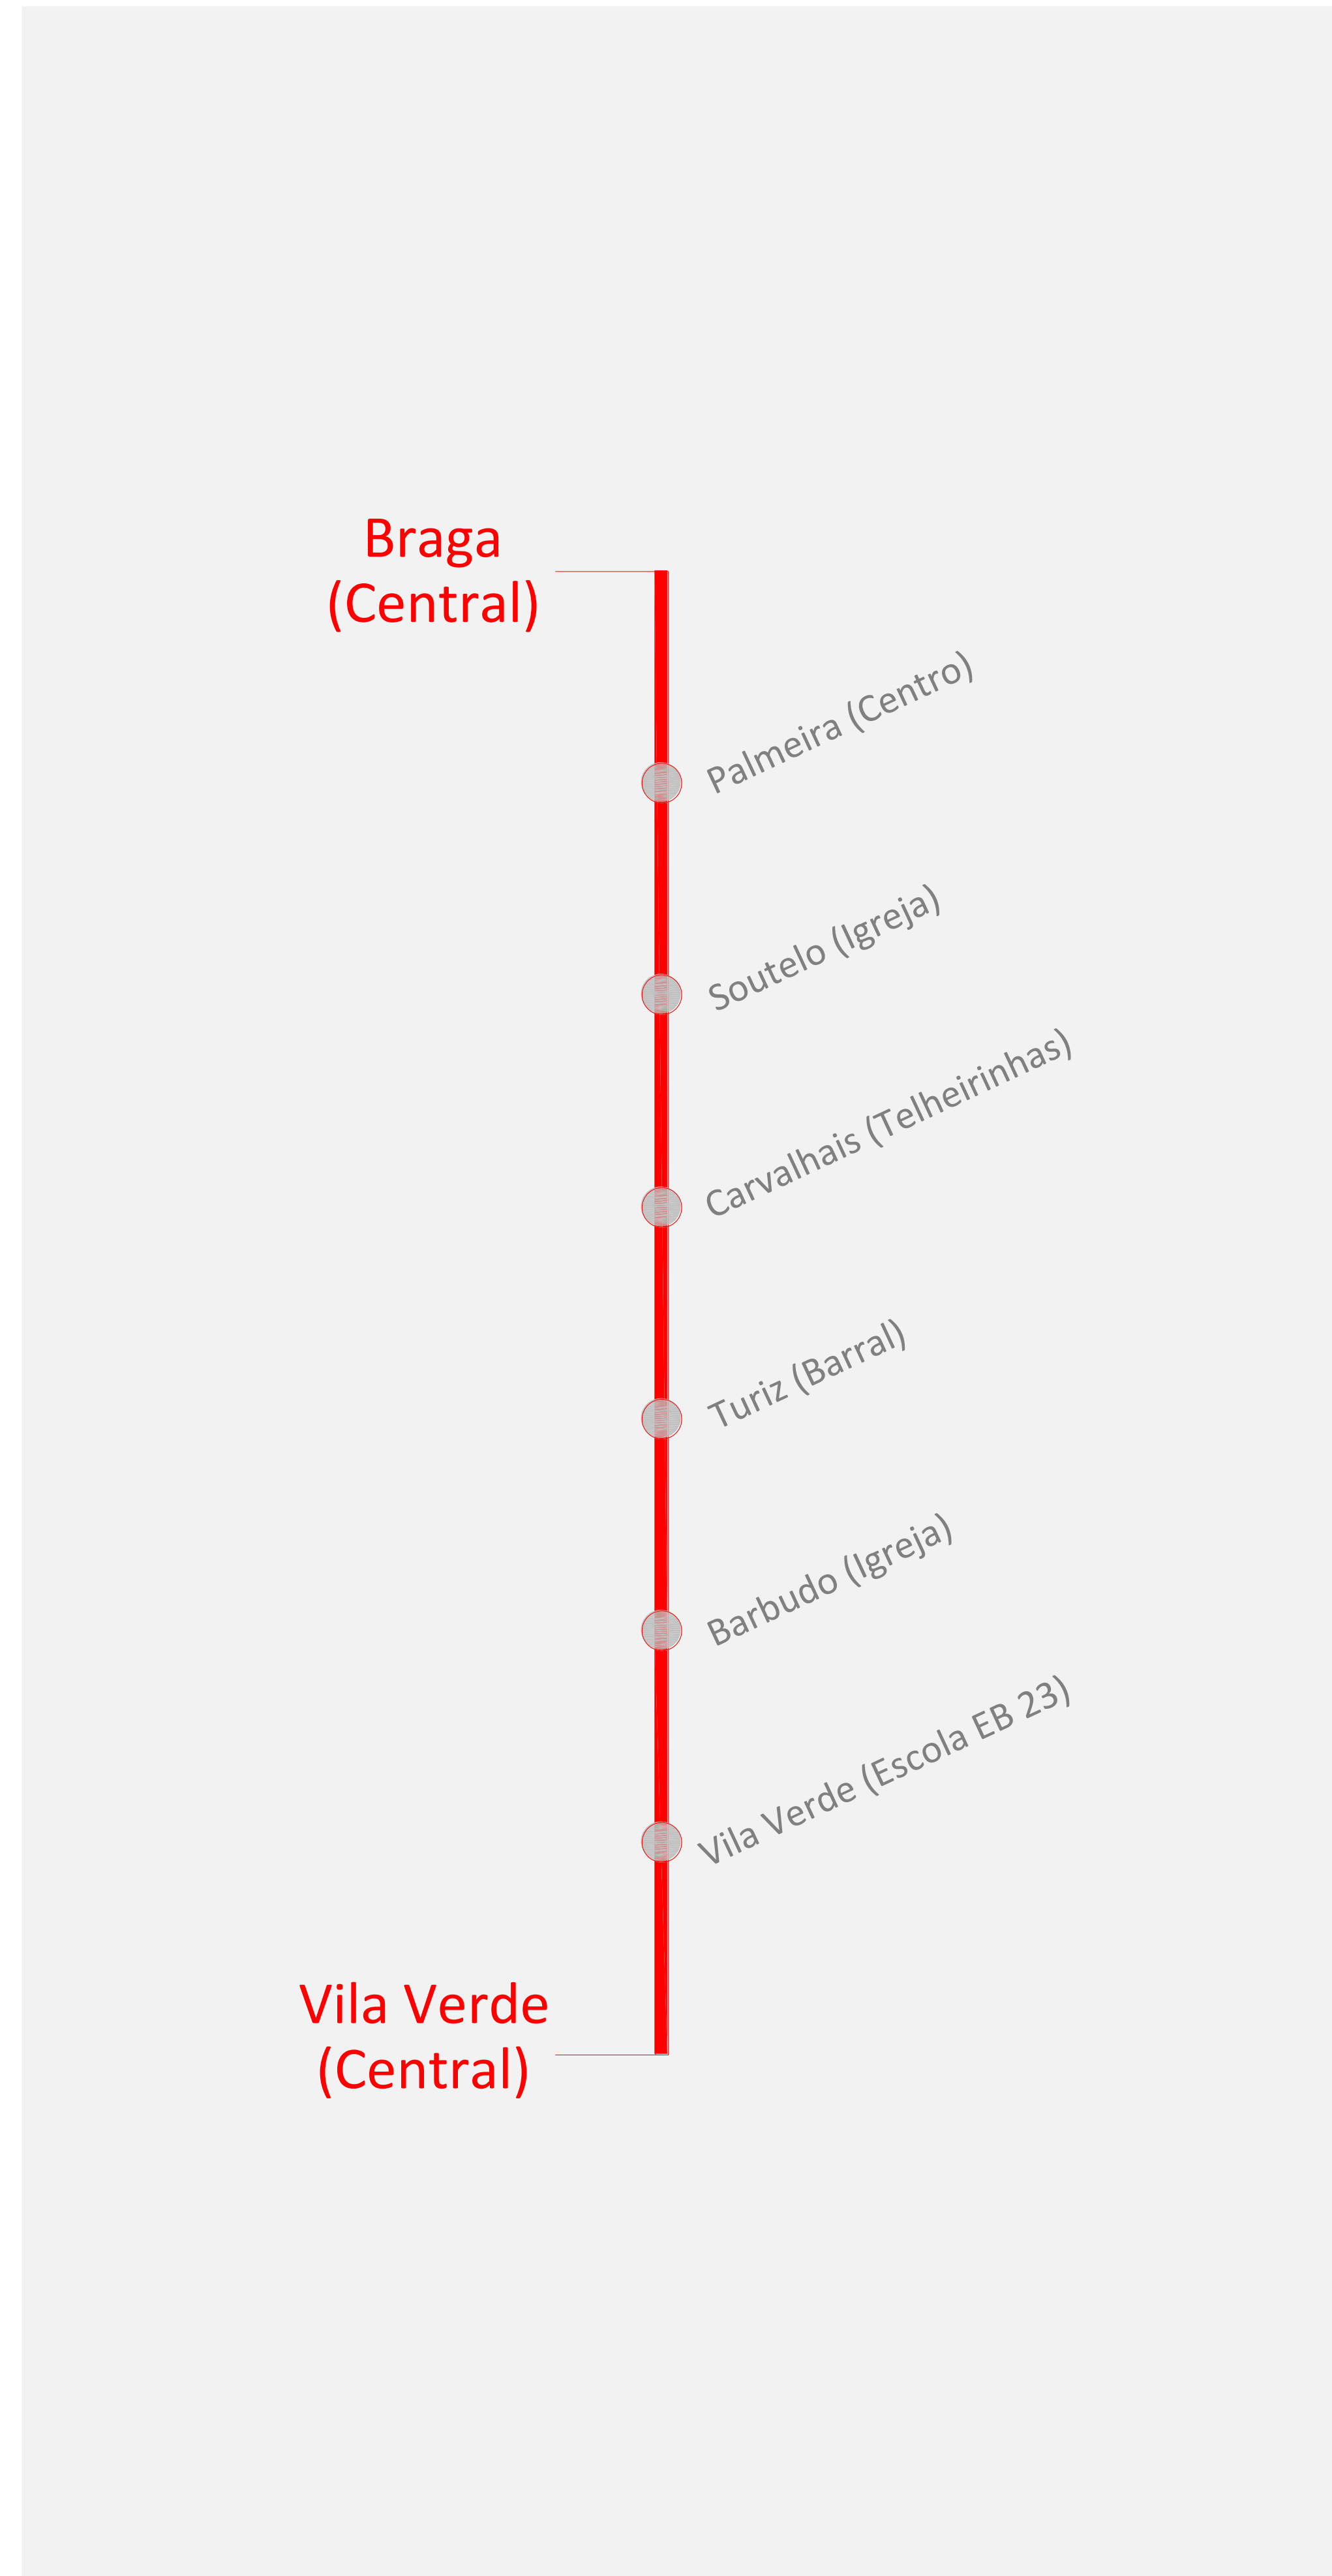 Braga
(Central)
Palmeira (Centro)
Soutelo (Igreja)
Carvalhais (Telheirinhas)
Turiz (Barral)
Barbudo (Igreja)
Vila Verde (Escola EB 23)
Vila Verde
(Central)